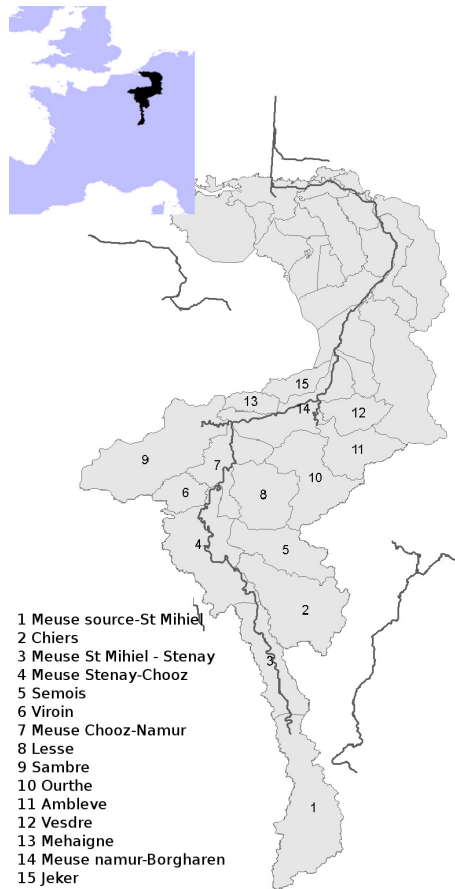 15
13
14
12
11
9
7
10
6
8
4
5
2
3
1
1 Meuse source-St Mihiel
2 Chiers
3 Meuse St Mihiel - Stenay
4 Meuse Stenay-Chooz
5 Semois
6 Viroin
7 Meuse Chooz-Namur
8 Lesse
9 Sambre
10 Ourthe
11 Ambleve
12 Vesdre
13 Mehaigne
14 Meuse namur-Borgharen
15 Jeker